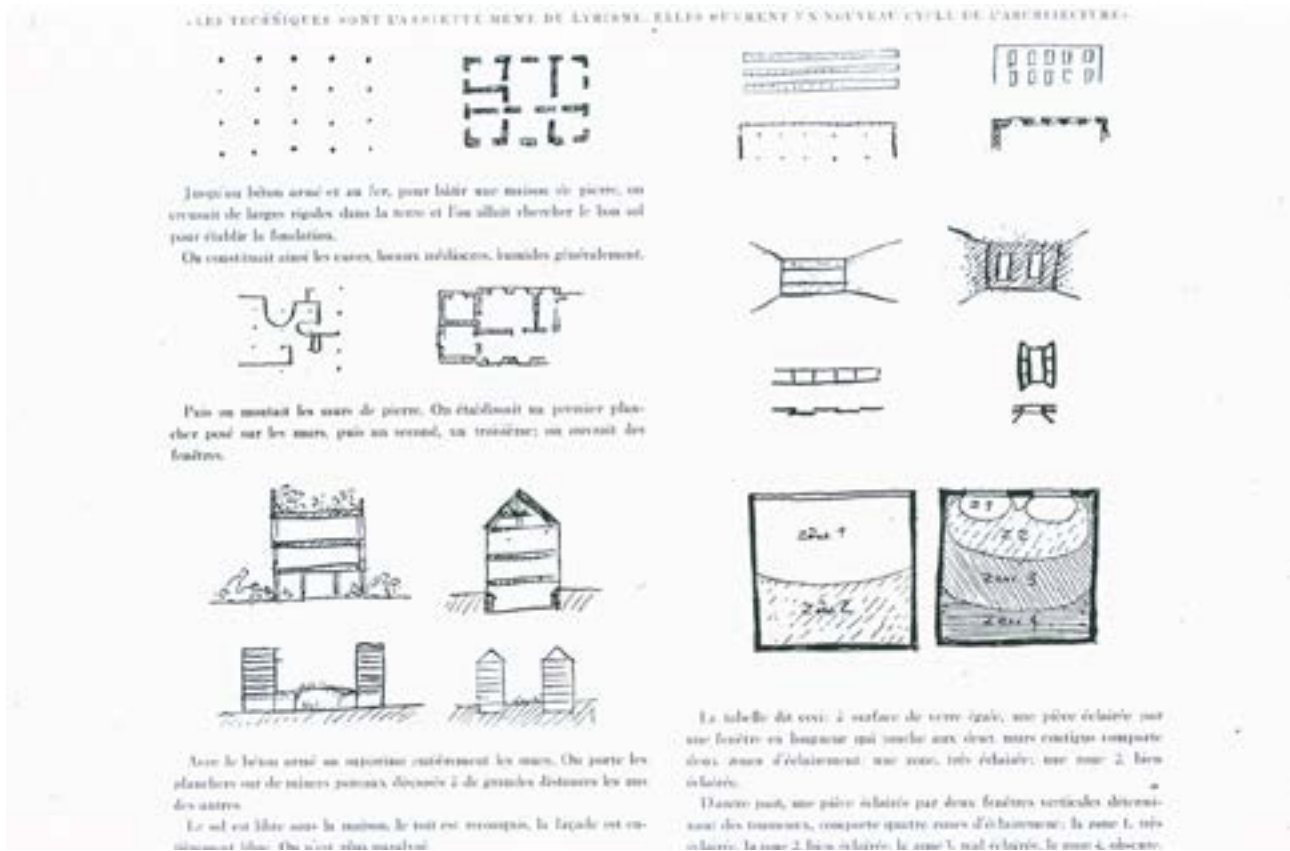 «LES TECHNIQUES SONT L'ASSIETTE MEME DU LYRISME, ELLES OUVRENT UN NOUVEAU CYCLE DE L'ARCHITECTURE»
Jusqu'au béton armé et au fer, pour bâtir une maison de pierre, on
creusait de larges rigoles dans la terre et l'on allait chercher le bon sol
pour établir la fondation.
On constituait ainsi les caves, locaux médiocres, humides généralement.
Puis on montait les murs de pierre. On établissait un premier plan-
cher posé sur les murs, puis un second, un troisième; on ouvrait des
fenêtres.
Avec le béton armé on supprime entièrement les murs. On porte les
planchers sur de minces poteaux disposés à de grandes distances les uns
des autres.
Le sol est libre sous la maison, le toit est reconquis, la façade est en-
tièrement libre. On n'est plus paralysé.
zone 1
zone 2
Z 1
Z 2
zone 3
zone 4
La tabelle dit ceci: à surface de verre égale, une pièce éclairée par
une fenêtre en longueur qui touche aux deux murs contigus comporte
deux zones d'éclairement: une zone, très éclairée; une zone 2, bien
éclairée.
D'autre part, une pièce éclairée par deux fenêtres verticales détermi-
nant des trumeaux, comporte quatre zones d'éclairement: la zone 1, très
éclairée, la zone 2, bien éclairée, la zone 3, mal éclairée, la zone 4, obscure.